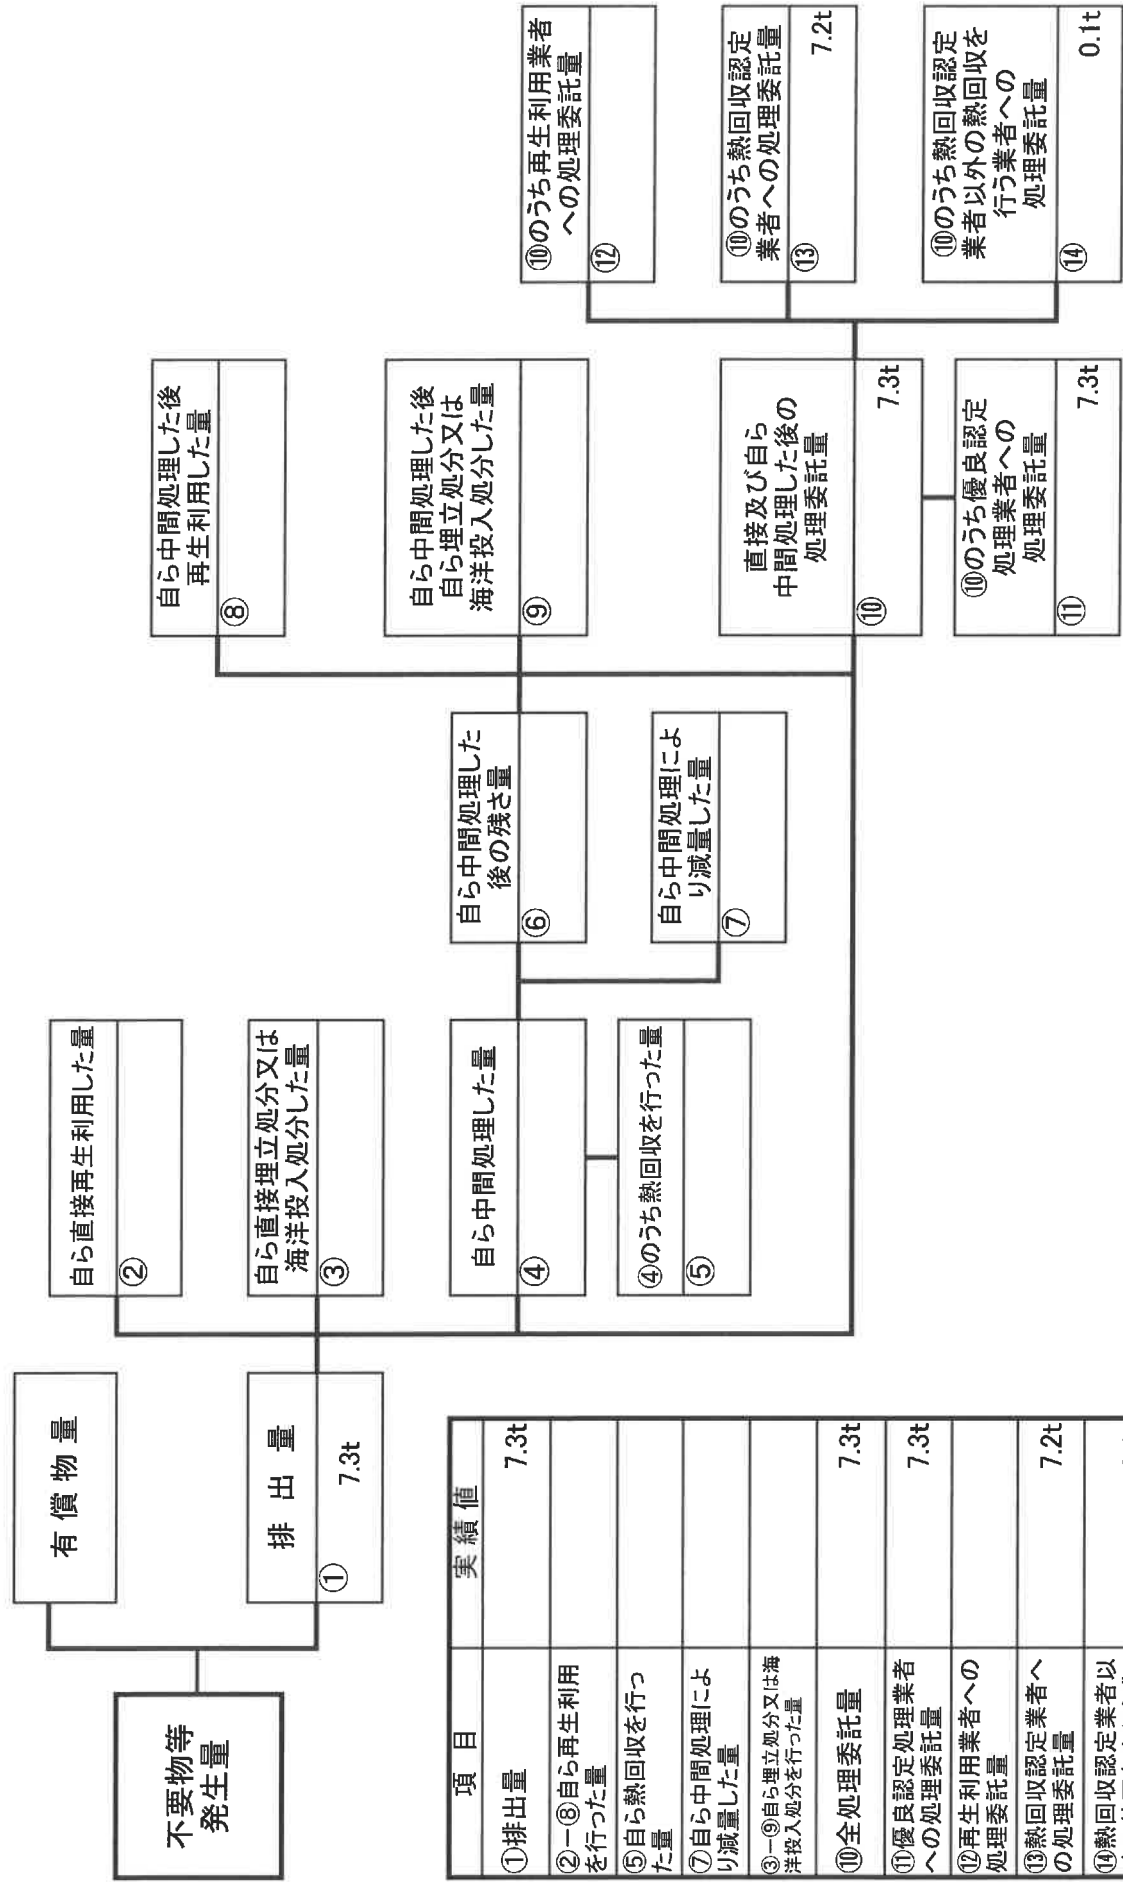 不要物等
発生量
有償物量
排出量
①
7.3t
自ら直接再生利用した量
②
自ら直接埋立処分又は
海洋投入処分した量
③
自ら中間処理した量
④
④のうち熱回収を行った量
⑤
自ら中間処理した
後の残さ量
⑥
自ら中間処理によ
り減量した量
⑦
自ら中間処理した後
再生利用した量
⑧
自ら中間処理した後
自ら埋立処分又は
海洋投入処分した量
⑨
直接及び自ら
中間処理した後の
処理委託量
⑩
7.3t
⑩のうち優良認定
処理業者への
処理委託量
⑪
7.3t
⑩のうち再生利用業者
への処理委託量
⑫
⑩のうち熱回収認定
業者への処理委託量
⑬
7.2t
⑩のうち熱回収認定
業者以外の熱回収を
行う業者への
処理委託量
⑭
0.1t
項目
実績値
①排出量
7.3t
②ー⑧自ら再生利用
を行った量
⑤自ら熱回収を行っ
た量
⑦自ら中間処理によ
り減量した量
③ー⑨自ら埋立処分又は海
洋投入処分を行った量
⑩全処理委託量
7.3t
⑪優良認定処理業者
への処理委託量
7.3t
⑫再生利用業者への
処理委託量
⑬熱回収認定業者へ
の処理委託量
7.2t
⑭熱回収認定業者以